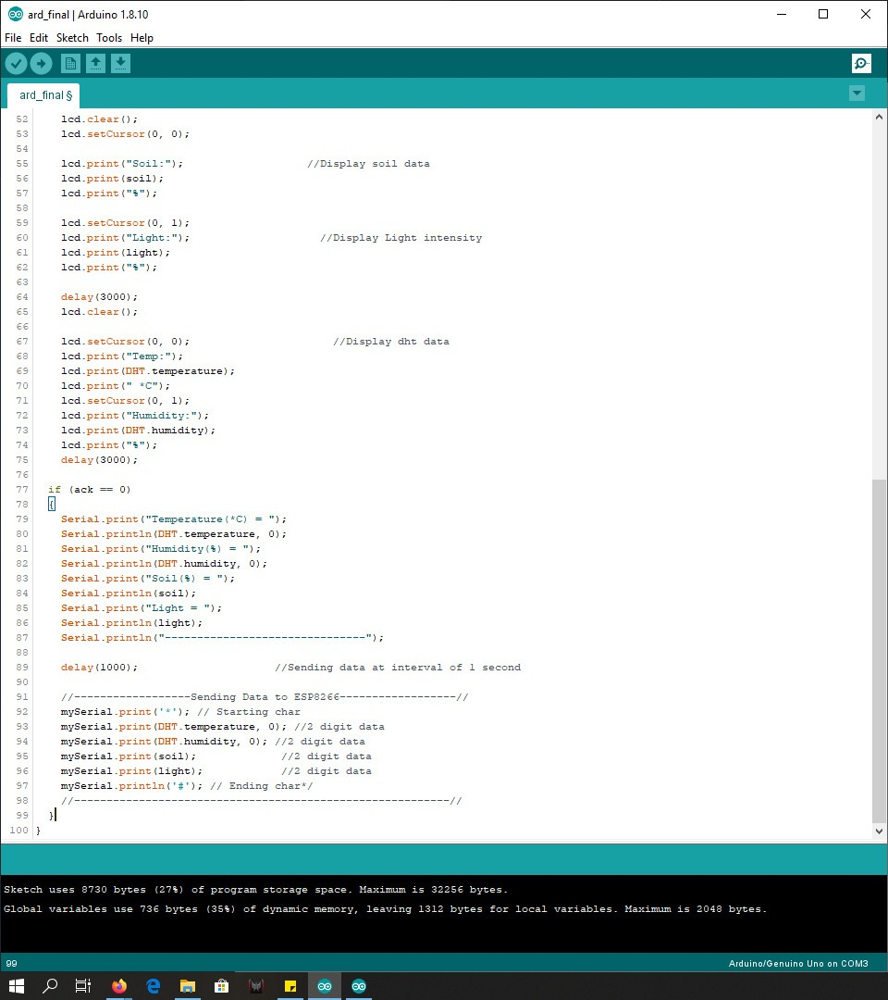 ard_final | Arduino 1.8.10
File Edit Sketch Tools Help
ard_final §
52 lcd.clear();
53 lcd.setCursor(0, 0);
54
55 lcd.print("Soil:"); //Display soil data
56 lcd.print(soil);
57 lcd.print("%");
58
59 lcd.setCursor(0, 1);
60 lcd.print("Light:"); //Display Light intensity
61 lcd.print(light);
62 lcd.print("%");
63
64 delay(3000);
65 lcd.clear();
66
67 lcd.setCursor(0, 0); //Display dht data
68 lcd.print("Temp:");
69 lcd.print(DHT.temperature);
70 lcd.print(" *C");
71 lcd.setCursor(0, 1);
72 lcd.print("Humidity:");
73 lcd.print(DHT.humidity);
74 lcd.print("%");
75 delay(3000);
76
77 if (ack == 0)
78 {
79 Serial.print("Temperature(*C) = ");
80 Serial.println(DHT.temperature, 0);
81 Serial.print("Humidity(%) = ");
82 Serial.println(DHT.humidity, 0);
83 Serial.print("Soil(%) = ");
84 Serial.println(soil);
85 Serial.print("Light = ");
86 Serial.println(light);
87 Serial.println("-------------------------------");
88
89 delay(1000); //Sending data at interval of 1 second
90
91 //------------------Sending Data to ESP8266------------------//
92 mySerial.print('*'); // Starting char
93 mySerial.print(DHT.temperature, 0); //2 digit data
94 mySerial.print(DHT.humidity, 0); //2 digit data
95 mySerial.print(soil); //2 digit data
96 mySerial.print(light); //2 digit data
97 mySerial.println('#'); // Ending char*/
98 //----------------------------------------------------------//
99 }
100 }
Sketch uses 8730 bytes (27%) of program storage space. Maximum is 32256 bytes.
Global variables use 736 bytes (35%) of dynamic memory, leaving 1312 bytes for local variables. Maximum is 2048 bytes.
99 Arduino/Genuino Uno on COM3